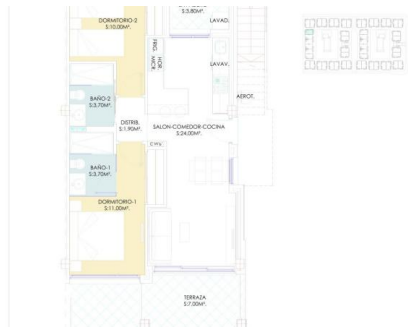 S:3,80M².
DORMITORIO-2
S:10,00M².
LAVAD.
FRIG.
HOR.
MICR.
LAVAV.
AEROT.
BAÑO-2
S:3,70M².
DISTRIB.
S:1,90M².
SALON-COMEDOR-COCINA
S:24,00M².
BAÑO-1
S:3,70M².
DORMITORIO-1
S:11,00M².
TERRAZA
S:7,00M².